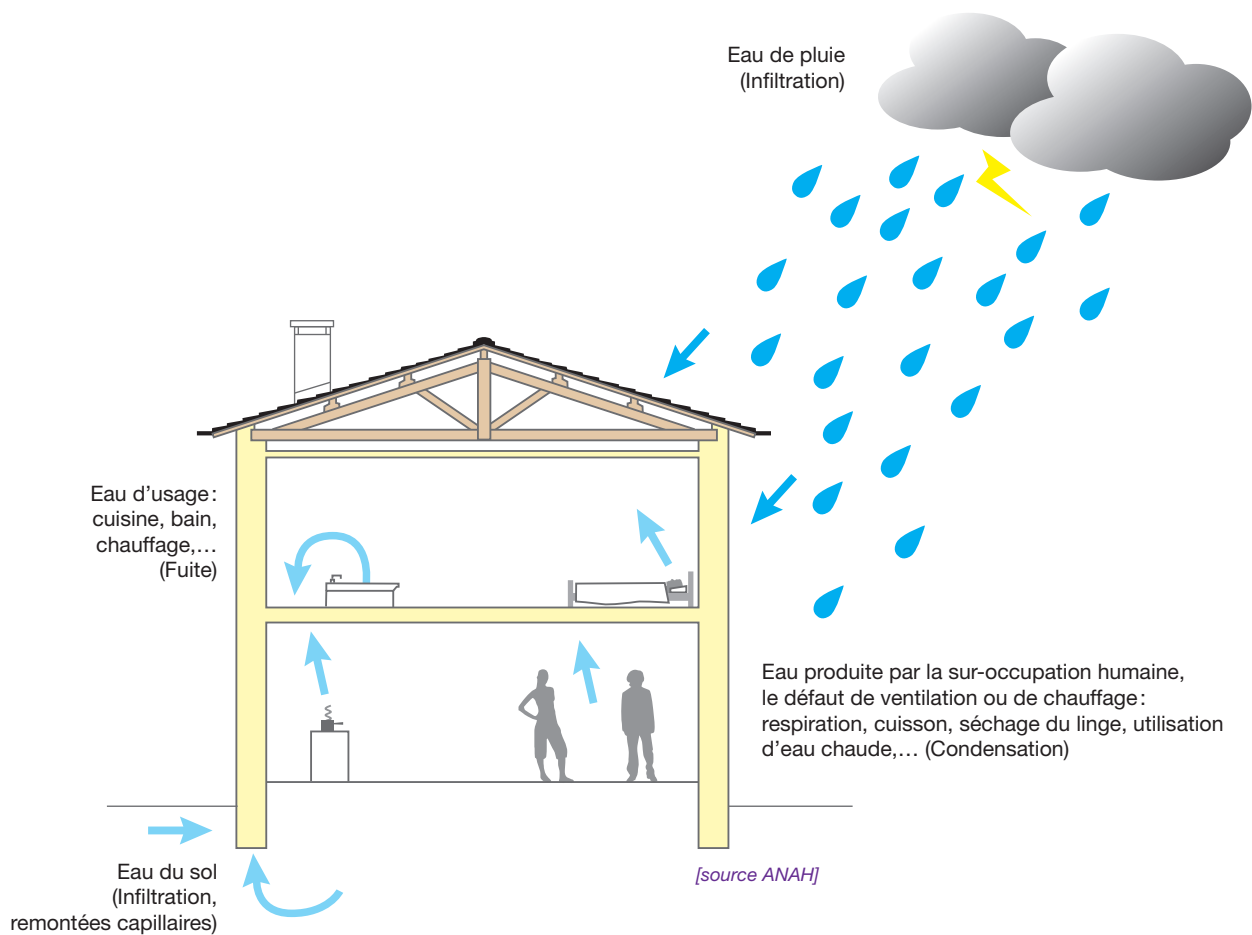 Eau de pluie
(Infiltration)
Eau d’usage :
cuisine, bain,
chauffage,…
(Fuite)
Eau produite par la sur-occupation humaine,
le défaut de ventilation ou de chauffage :
respiration, cuisson, séchage du linge, utilisation
d’eau chaude,… (Condensation)
Eau du sol
(Infiltration,
remontées capillaires)
[source ANAH]